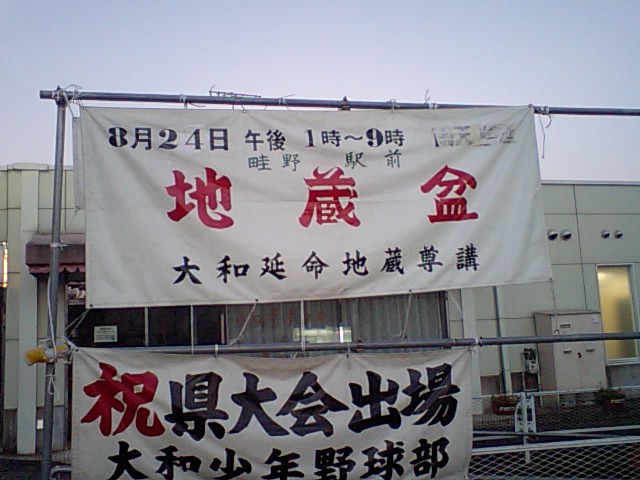 8月24日 午後 1時～9時
畦野 駅前
地蔵盆
大和延命地蔵尊講
祝県大会出場
大和少年野球部